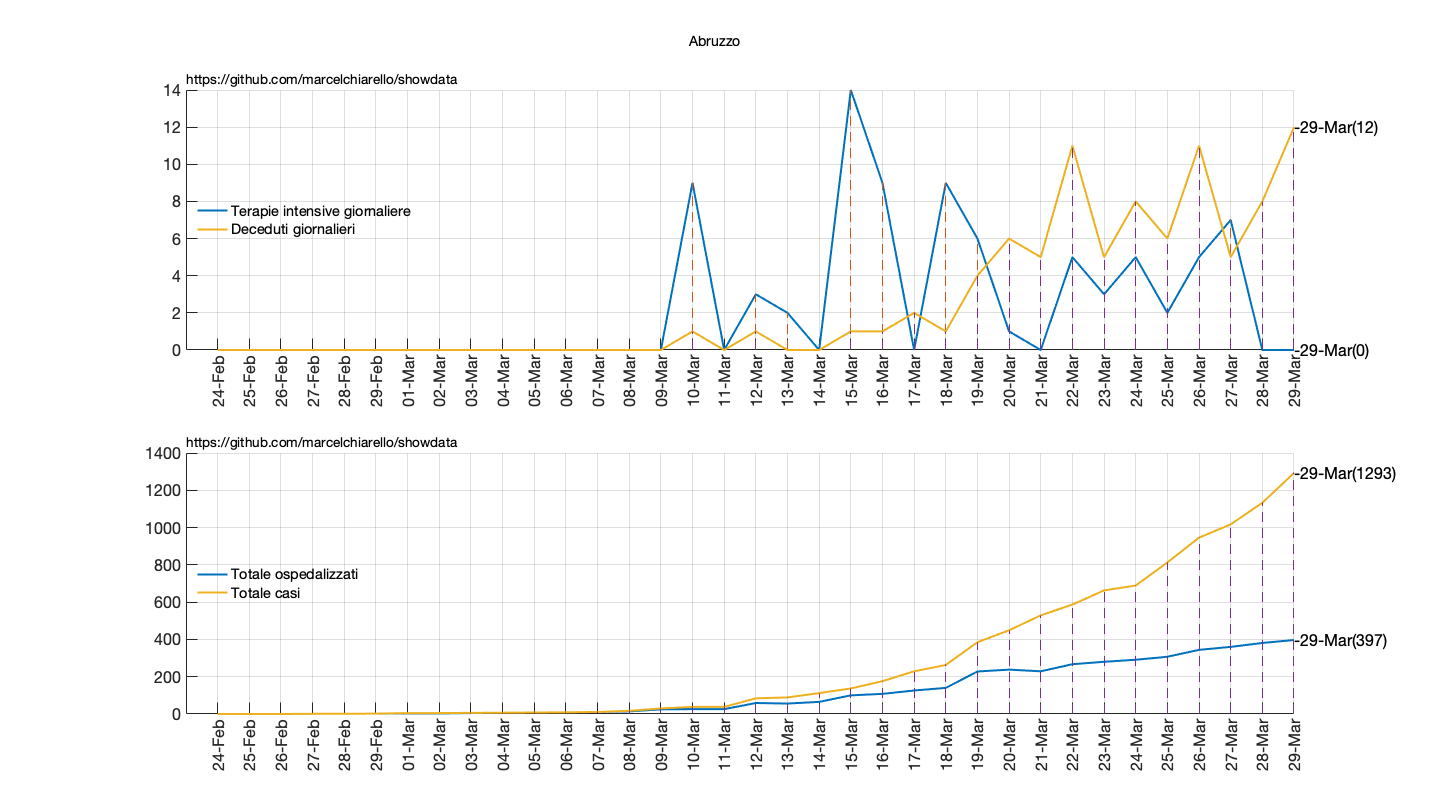 Abruzzo
https://github.com/marcelchiarello/showdata
14
12
10
8
6
4
2
0
Terapie intensive giornaliere
Deceduti giornalieri
-29-Mar(12)
-29-Mar(0)
24-Feb
25-Feb
26-Feb
27-Feb
28-Feb
29-Feb
01-Mar
02-Mar
03-Mar
04-Mar
05-Mar
06-Mar
07-Mar
08-Mar
09-Mar
10-Mar
11-Mar
12-Mar
13-Mar
14-Mar
15-Mar
16-Mar
17-Mar
18-Mar
19-Mar
20-Mar
21-Mar
22-Mar
23-Mar
24-Mar
25-Mar
26-Mar
27-Mar
28-Mar
29-Mar
https://github.com/marcelchiarello/showdata
1400
1200
1000
800
600
400
200
0
Totale ospedalizzati
Totale casi
-29-Mar(1293)
-29-Mar(397)
24-Feb
25-Feb
26-Feb
27-Feb
28-Feb
29-Feb
01-Mar
02-Mar
03-Mar
04-Mar
05-Mar
06-Mar
07-Mar
08-Mar
09-Mar
10-Mar
11-Mar
12-Mar
13-Mar
14-Mar
15-Mar
16-Mar
17-Mar
18-Mar
19-Mar
20-Mar
21-Mar
22-Mar
23-Mar
24-Mar
25-Mar
26-Mar
27-Mar
28-Mar
29-Mar